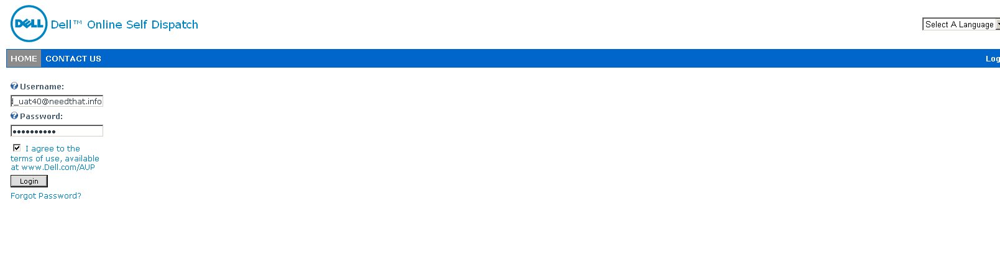 DELL Dell™ Online Self Dispatch
Select A Language
HOME CONTACT US
Log
Username:
_uat40@needthat.info
Password:
I agree to the
terms of use, available
at www.Dell.com/AUP
Login
Forgot Password?